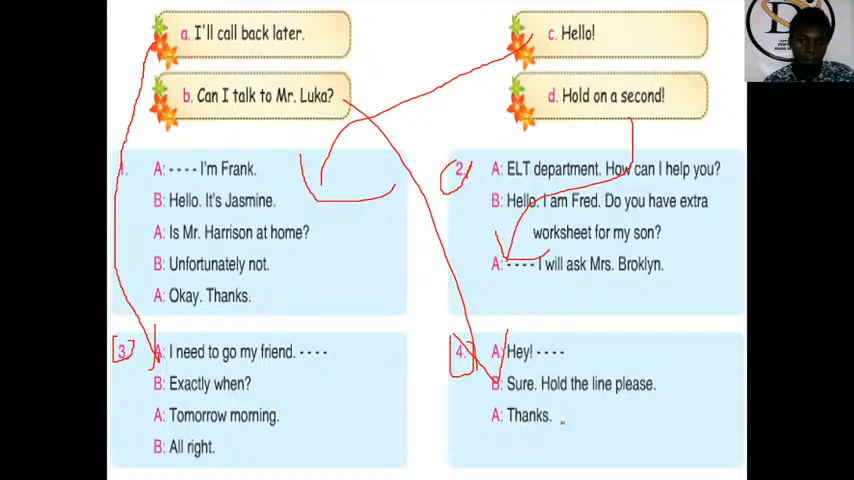 a. I'll call back later.
b. Can I talk to Mr. Luka?
c. Hello!
d. Hold on a second!
1. A: ---- I'm Frank.
B: Hello. It's Jasmine.
A: Is Mr. Harrison at home?
B: Unfortunately not.
A: Okay. Thanks.
2. A: ELT department. How can I help you?
B: Hello. I am Fred. Do you have extra
worksheet for my son?
A: ---- I will ask Mrs. Broklyn.
3. A: I need to go my friend. ----
B: Exactly when?
A: Tomorrow morning.
B: All right.
4. A: Hey! ----
B: Sure. Hold the line please.
A: Thanks.